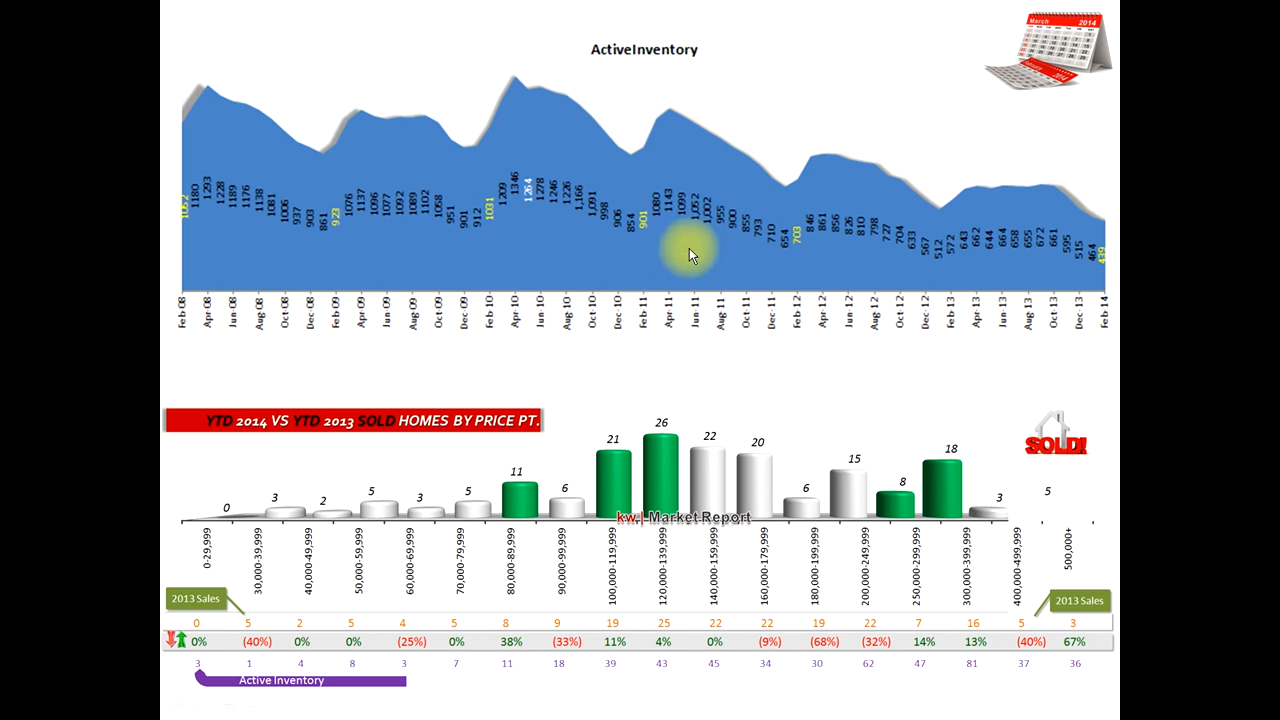 ActiveInventory
March 2014
1052 1180 1293 1228 1189 1176 1138 1081 1006 937 903 861 923 1076 1137 1096 1077 1092 1089 1102 1058 951 901 912 1031 1209 1346 1264 1278 1246 1226 1,166 1,091 998 906 854 901 1080 1143 1099 1,052 1,002 955 900 855 793 710 654 703 846 861 856 826 810 798 727 704 633 567 512 572 643 662 644 664 658 655 672 661 595 515 464 439
Feb 08 Apr-08 Jun-08 Aug-08 Oct-08 Dec-08 Feb 09 Apr-09 Jun-09 Aug-09 Oct-09 Dec-09 Feb 10 Apr-10 Jun-10 Aug-10 Oct-10 Dec-10 Feb 11 Apr-11 Jun-11 Aug-11 Oct-11 Dec-11 Feb 12 Apr-12 Jun-12 Aug-12 Oct-12 Dec-12 Feb-13 Apr-13 Jun-13 Aug-13 Oct-13 Dec-13 Feb 14
YTD 2014 VS YTD 2013 SOLD HOMES BY PRICE PT.
SOLD!
0 3 2 5 3 5 11 6 21 26 22 20 6 15 8 18 3 5
kw. | Market Report
0-29,999 30,000-39,999 40,000-49,999 50,000-59,999 60,000-69,999 70,000-79,999 80,000-89,999 90,000-99,999 100,000-119,999 120,000-139,999 140,000-159,999 160,000-179,999 180,000-199,999 200,000-249,999 250,000-299,999 300,000-399,999 400,000-499,999 500,000+
2013 Sales 2013 Sales
0 5 2 5 4 5 8 9 19 25 22 22 19 22 7 16 5 3
0% (40%) 0% 0% (25%) 0% 38% (33%) 11% 4% 0% (9%) (68%) (32%) 14% 13% (40%) 67%
3 1 4 8 3 7 11 18 39 43 45 34 30 62 47 81 37 36
Active Inventory